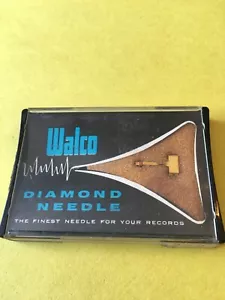 Walco
DIAMOND
NEEDLE
THE FINEST NEEDLE FOR YOUR RECORDS